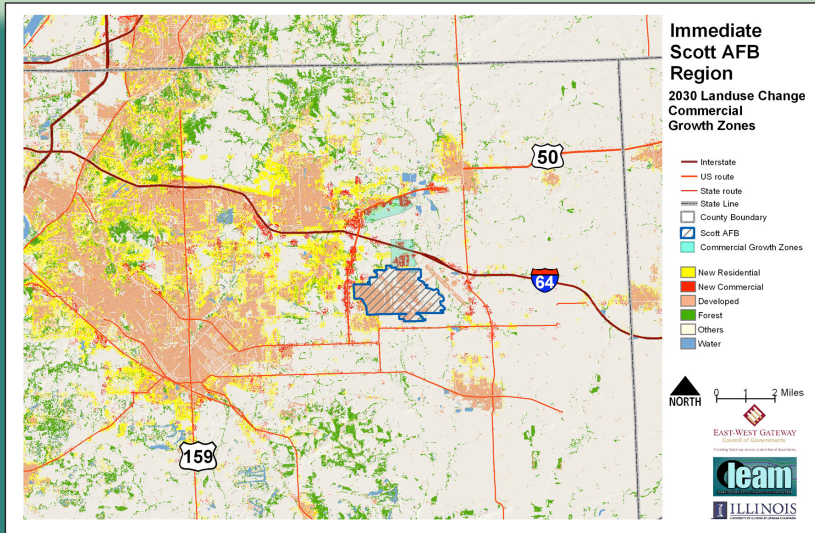 Immediate
Scott AFB
Region
2030 Landuse Change
Commercial
Growth Zones
Interstate
US route
State route
State Line
County Boundary
Scott AFB
Commercial Growth Zones
New Residential
New Commercial
Developed
Forest
Others
Water
50
64
159
NORTH
0 1 2 Miles
EAST-WEST GATEWAY
Council of Governments
leam
ILLINOIS